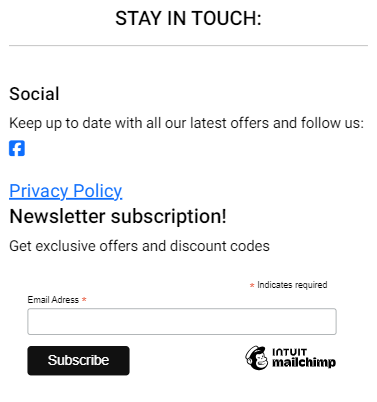 STAY IN TOUCH:
Social
Keep up to date with all our latest offers and follow us:
Privacy Policy
Newsletter subscription!
Get exclusive offers and discount codes
* Indicates required
Email Adress *
Subscribe
INTUIT
mailchimp